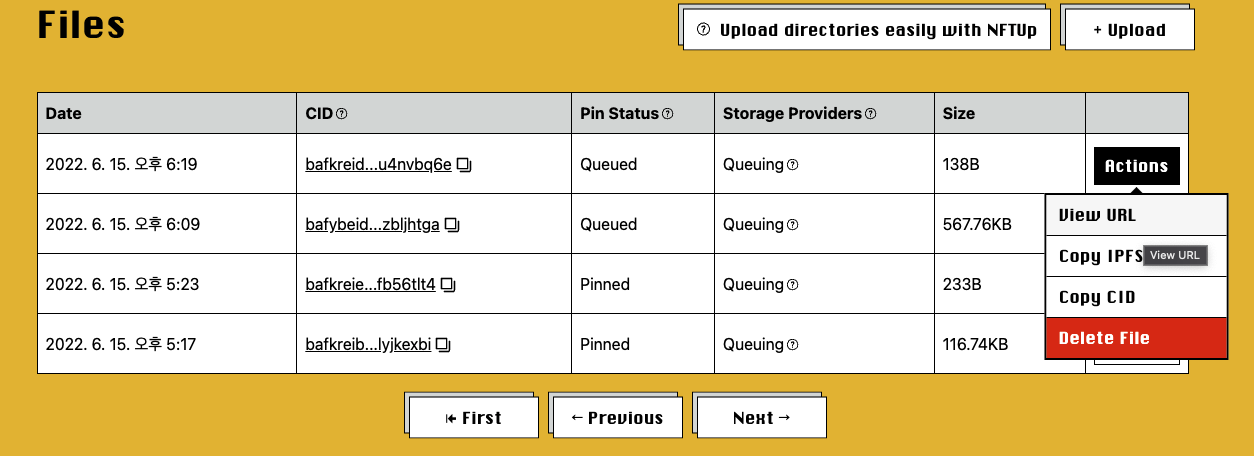 Files
? Upload directories easily with NFTUp
+ Upload
Date CID ? Pin Status ? Storage Providers ? Size
2022. 6. 15. 오후 6:19 bafkreid...u4nvbq6e Queued Queuing ? 138B Actions
2022. 6. 15. 오후 6:09 bafybeid...zbljhtga Queued Queuing ? 567.76KB
2022. 6. 15. 오후 5:23 bafkreie...fb56tlt4 Pinned Queuing ? 233B
2022. 6. 15. 오후 5:17 bafkreib...lyjkexbi Pinned Queuing ? 116.74KB
View URL
Copy IPFS
View URL
Copy CID
Delete File
⇤ First
← Previous
Next →